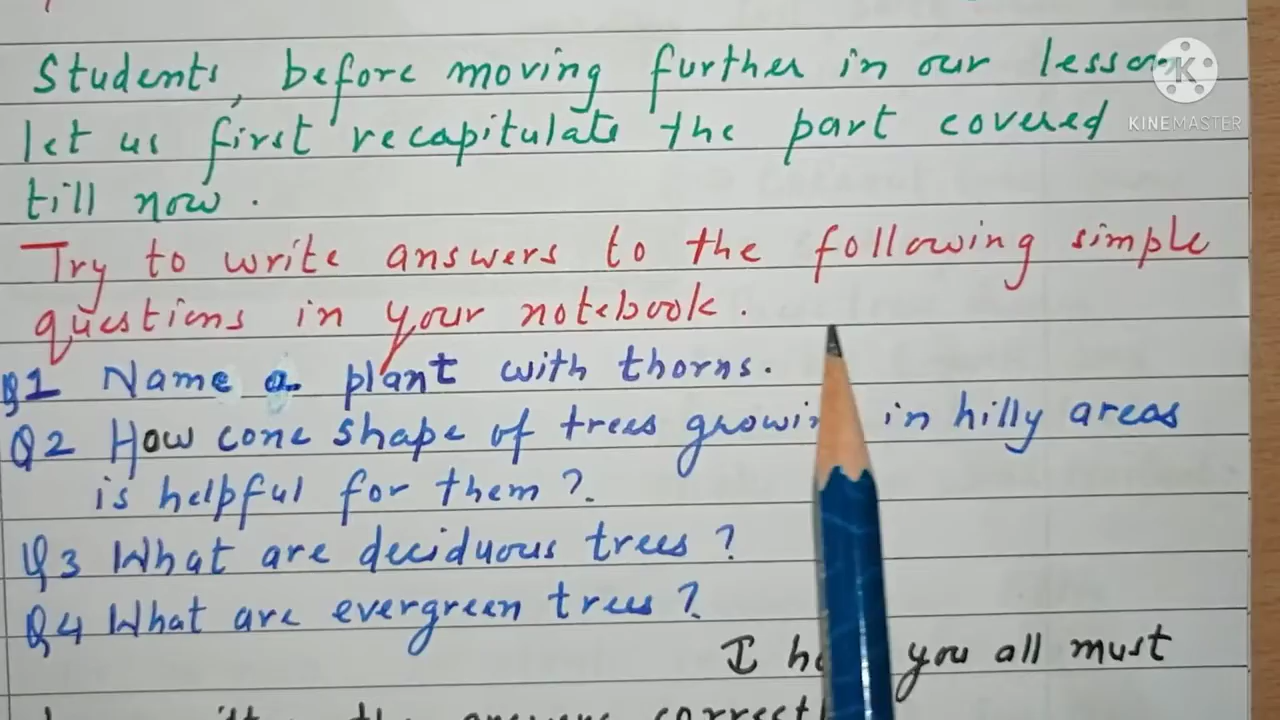 Students, before moving further in our lesson
let us first recapitulate the part covered
till now.
Try to write answers to the following simple
questions in your notebook.
Q1 Name a plant with thorns.
Q2 How cone shape of trees growing in hilly areas
is helpful for them?
Q3 What are deciduous trees?
Q4 What are evergreen trees?
I you all must
the answers
KINEMASTER